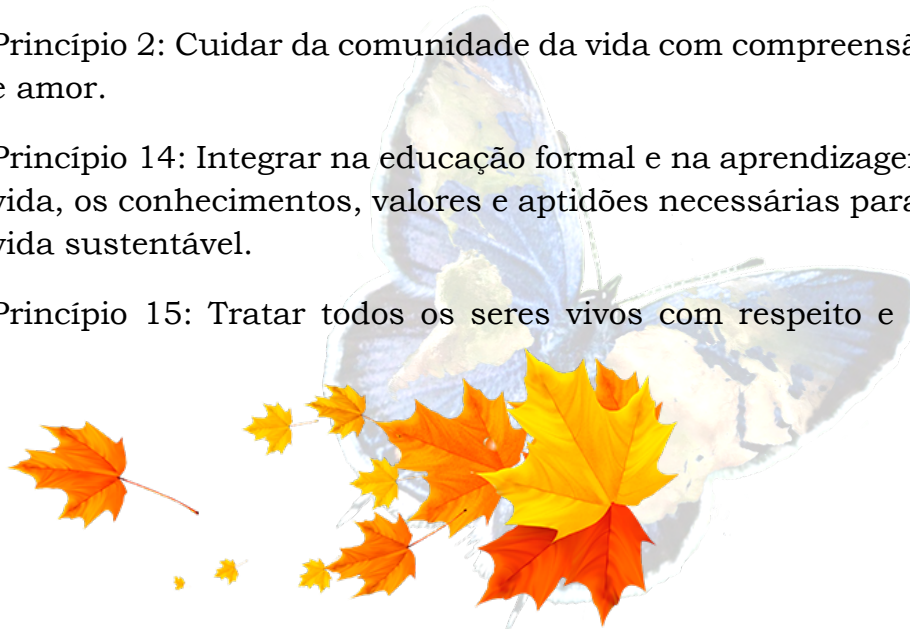 Princípio 2: Cuidar da comunidade da vida com compreensã
e amor.
Princípio 14: Integrar na educação formal e na aprendizagem
vida, os conhecimentos, valores e aptidões necessárias para
vida sustentável.
Princípio 15: Tratar todos os seres vivos com respeito e